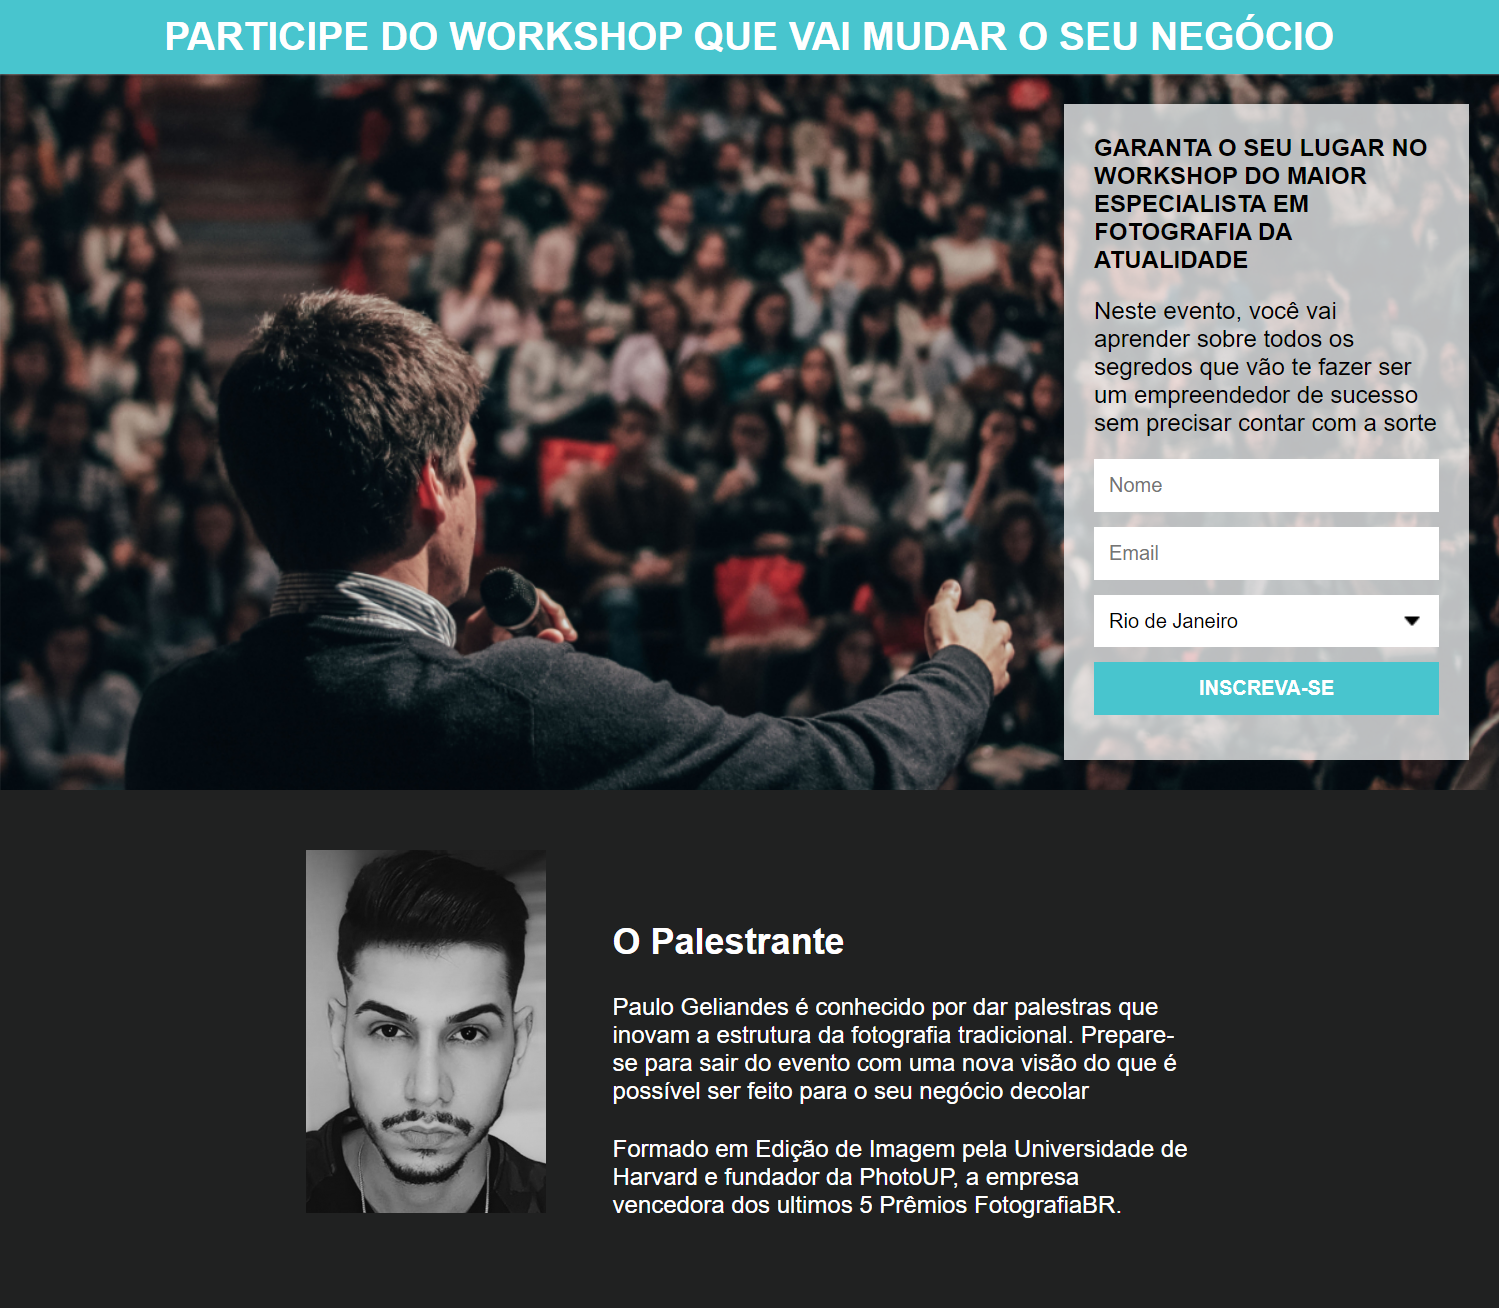 PARTICIPE DO WORKSHOP QUE VAI MUDAR O SEU NEGÓCIO
GARANTA O SEU LUGAR NO
WORKSHOP DO MAIOR
ESPECIALISTA EM
FOTOGRAFIA DA
ATUALIDADE
Neste evento, você vai
aprender sobre todos os
segredos que vão te fazer ser
um empreendedor de sucesso
sem precisar contar com a sorte
Nome
Email
Rio de Janeiro
INSCREVA-SE
O Palestrante
Paulo Geliandes é conhecido por dar palestras que
inovam a estrutura da fotografia tradicional. Prepare-
se para sair do evento com uma nova visão do que é
possível ser feito para o seu negócio decolar
Formado em Edição de Imagem pela Universidade de
Harvard e fundador da PhotoUP, a empresa
vencedora dos ultimos 5 Prêmios FotografiaBR.